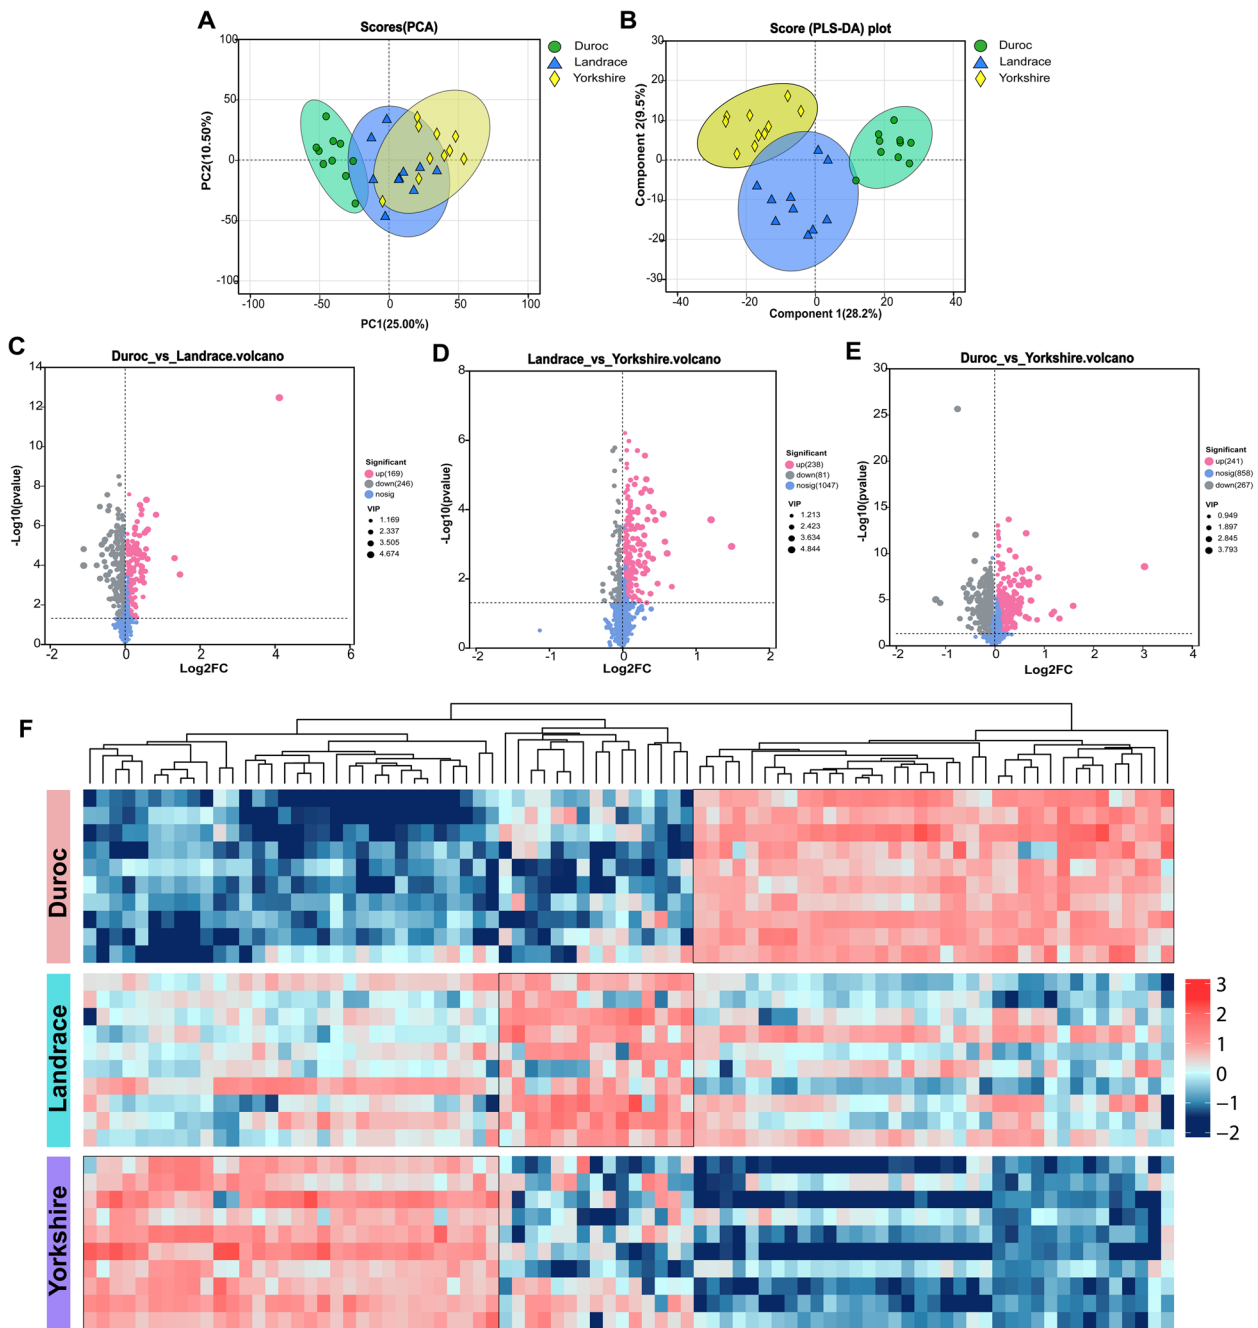 A
Scores(PCA)
100
50
0
-50
-100
-100
-50
0
50
100
PC2(10.50%)
PC1(25.00%)
Duroc
Landrace
Yorkshire
B
Score (PLS-DA) plot
30
20
10
0
-10
-20
-30
-40
-20
0
20
40
Component 2(9.5%)
Component 1(28.2%)
Duroc
Landrace
Yorkshire
C
Duroc_vs_Landrace.volcano
14
12
10
8
6
4
2
0
-2
0
2
4
6
-Log10(pvalue)
Log2FC
Significant
up(169)
down(246)
nosig
VIP
1.169
2.337
3.505
4.674
D
Landrace_vs_Yorkshire.volcano
8
6
4
2
0
-2
-1
0
1
2
-Log10(pvalue)
Log2FC
Significant
up(238)
down(81)
nosig(1047)
VIP
1.213
2.423
3.634
4.844
E
Duroc_vs_Yorkshire.volcano
30
25
20
15
10
5
0
-2
-1
0
1
2
3
4
-Log10(pvalue)
Log2FC
Significant
up(241)
nosig(858)
down(267)
VIP
0.949
1.897
2.845
3.793
F
Duroc
Landrace
Yorkshire
3
2
1
0
−1
−2